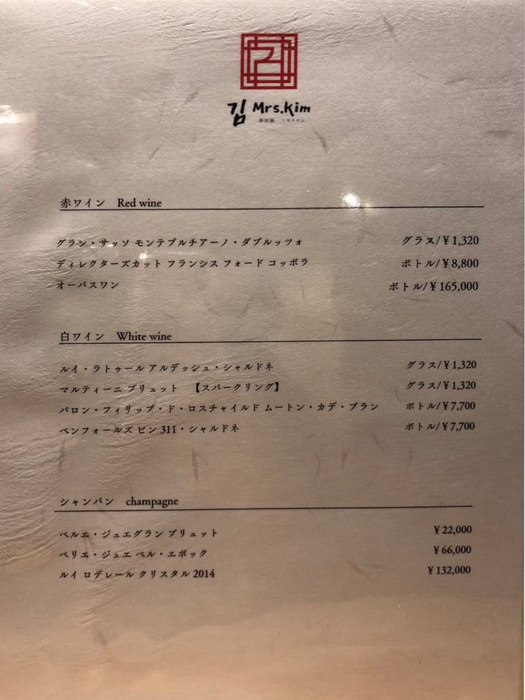 김 Mrs.Kim
赤ワイン Red wine
グラン・サッソ モンテプルチアーノ・ダブルッツォ グラス/¥1,320
ディレクターズカット フランシス フォード コッポラ ボトル/¥8,800
オーパスワン ボトル/¥165,000
白ワイン White wine
ルイ・ラトゥール アルデッシュ・シャルドネ グラス/¥1,320
マルティーニ ブリュット 【スパークリング】 グラス/¥1,320
バロン・フィリップ・ド・ロスチャイルド ムートン・カデ・ブラン ボトル/¥7,700
ペンフォールズ ビン 311・シャルドネ ボトル/¥7,700
シャンパン champagne
ベルエ・ジュエグラン ブリュット ¥22,000
ペリエ・ジュエ ベル・エポック ¥66,000
ルイ ロデレール クリスタル 2014 ¥132,000